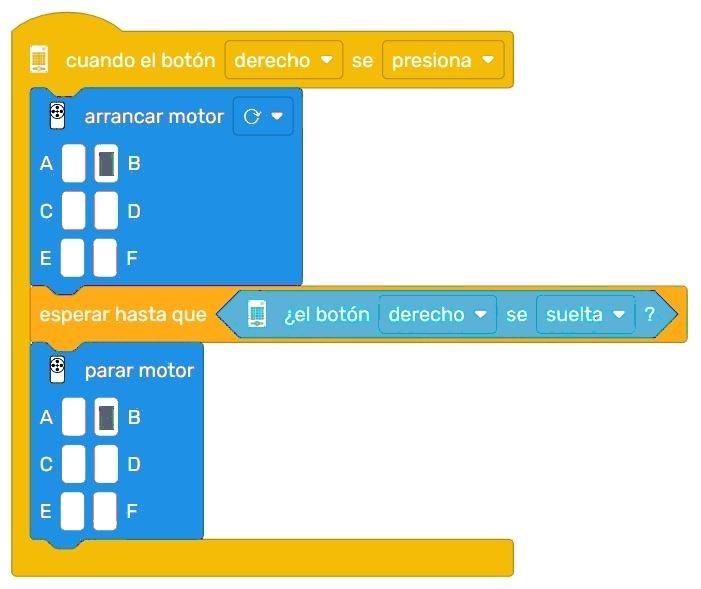 cuando el botón derecho se presiona
arrancar motor
A B
C D
E F
esperar hasta que ¿el botón derecho se suelta ?
parar motor
A B
C D
E F